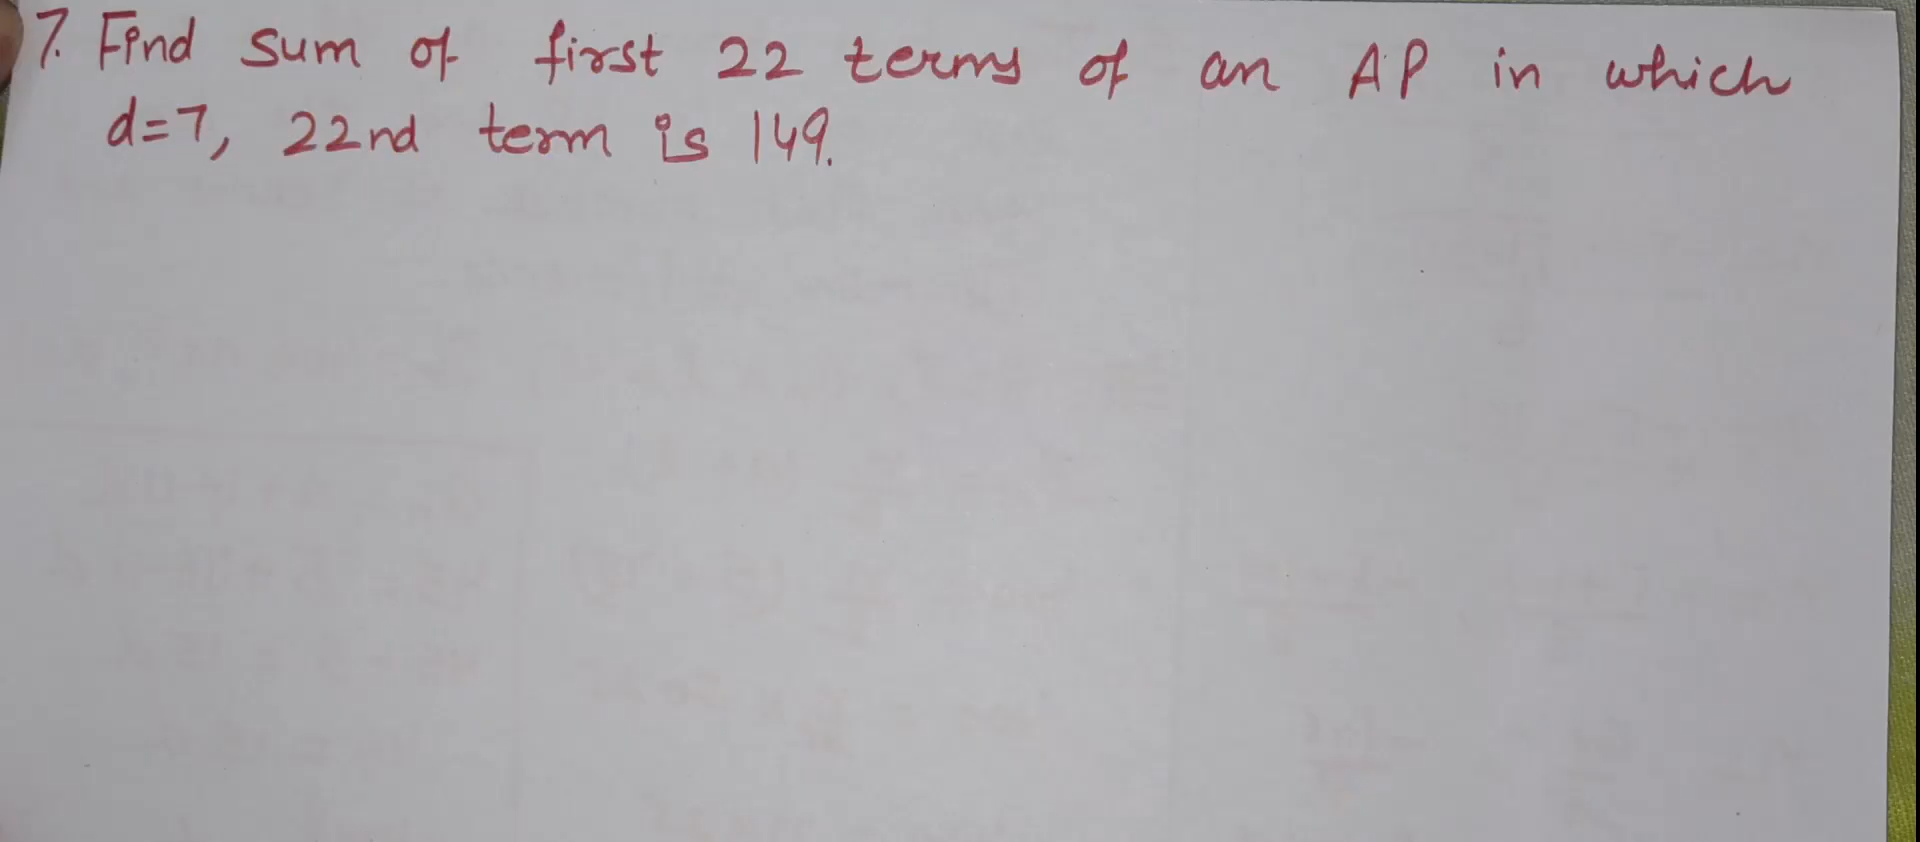 7. Find sum of first 22 terms of an AP in which
d=7, 22nd term is 149.